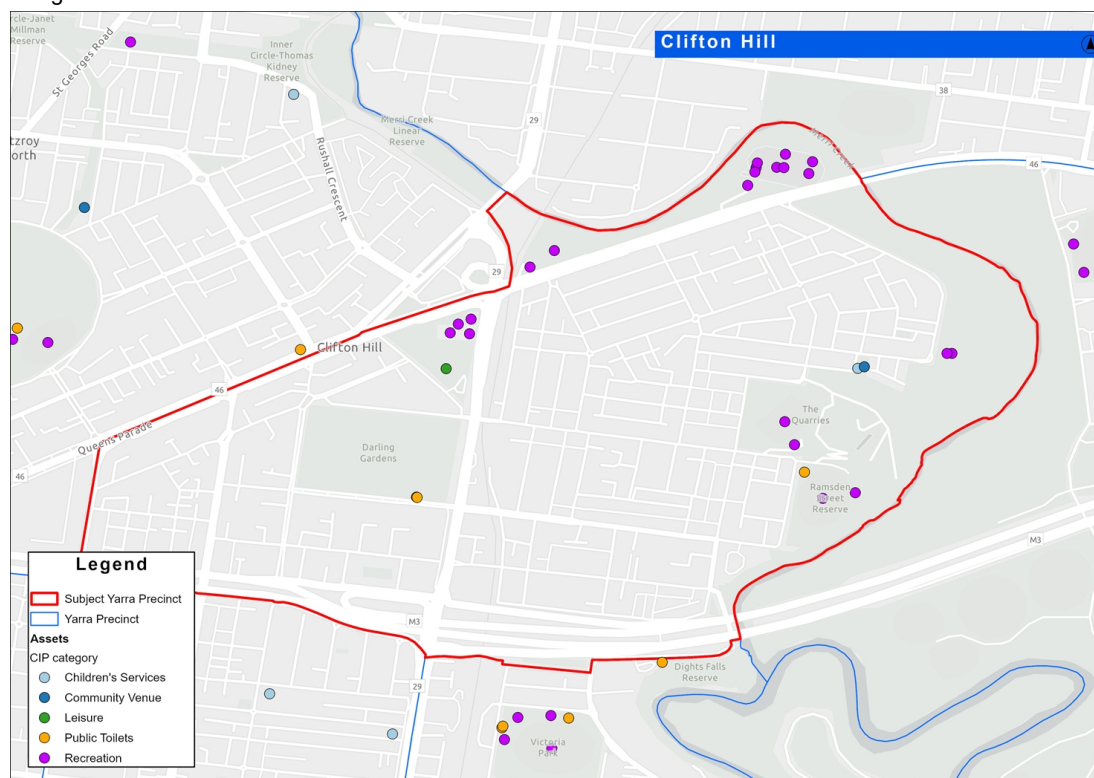 Clifton Hill
rcle-Janet
Millman
Reserve
St Georges Road
Inner
Circle-Thomas
Kidney
Reserve
Merri Creek
Linear
Reserve
29
38
Merri Creek
46
tzroy
orth
Rushall Crescent
29
Clifton Hill
46
Queens Parade
46
Darling
Gardens
The
Quarries
Ramsden
Street
Reserve
M3
M3
29
Dights Falls
Reserve
Victoria
Park
Legend
Subject Yarra Precinct
Yarra Precinct
Assets
CIP category
Children's Services
Community Venue
Leisure
Public Toilets
Recreation